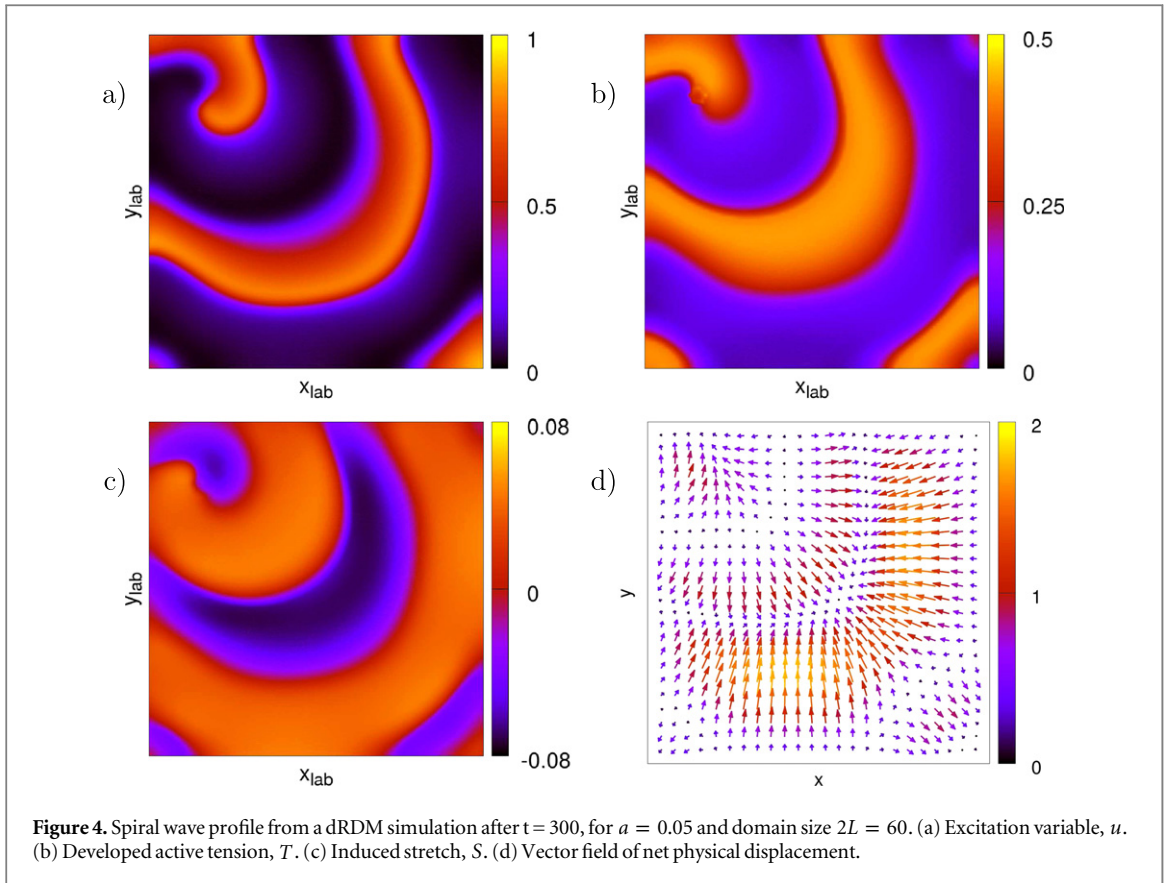 a)
1
0.5
0
y_lab
x_lab
b)
0.5
0.25
0
y_lab
x_lab
c)
0.08
0
-0.08
y_lab
x_lab
d)
2
1
0
y
x
Figure 4. Spiral wave profile from a dRDM simulation after t = 300, for a = 0.05 and domain size 2L = 60. (a) Excitation variable, u.
(b) Developed active tension, T. (c) Induced stretch, S. (d) Vector field of net physical displacement.